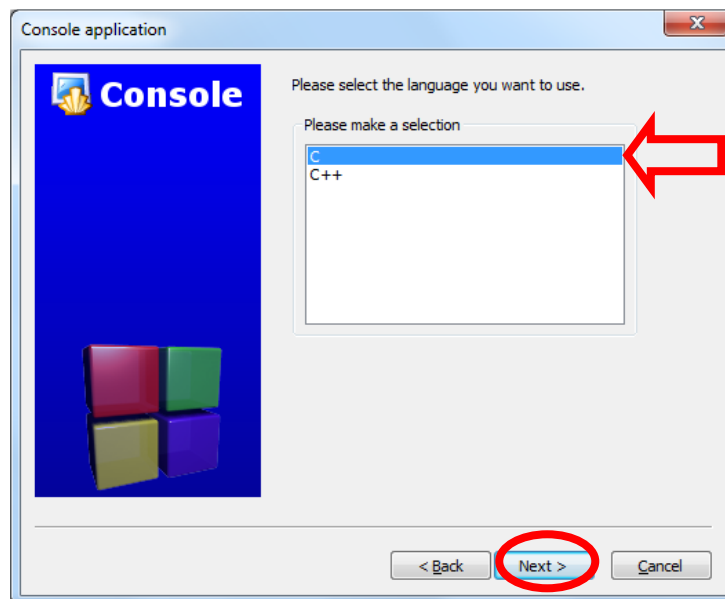 Console application
Console
Please select the language you want to use.
Please make a selection
C
C++
< Back
Next >
Cancel